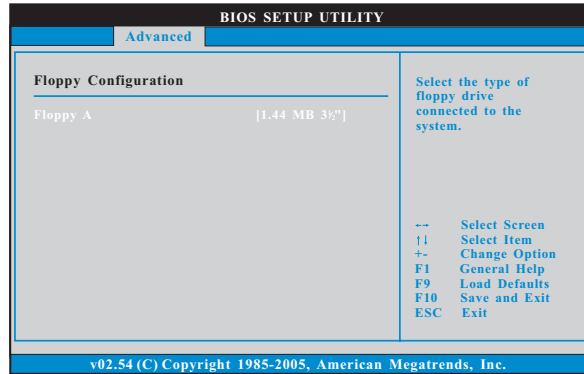 BIOS SETUP UTILITY
Advanced
Floppy Configuration
Floppy A [1.44 MB 3½"]
Select the type of
floppy drive
connected to the
system.
←→ Select Screen
↑↓ Select Item
+- Change Option
F1 General Help
F9 Load Defaults
F10 Save and Exit
ESC Exit
v02.54 (C) Copyright 1985-2005, American Megatrends, Inc.